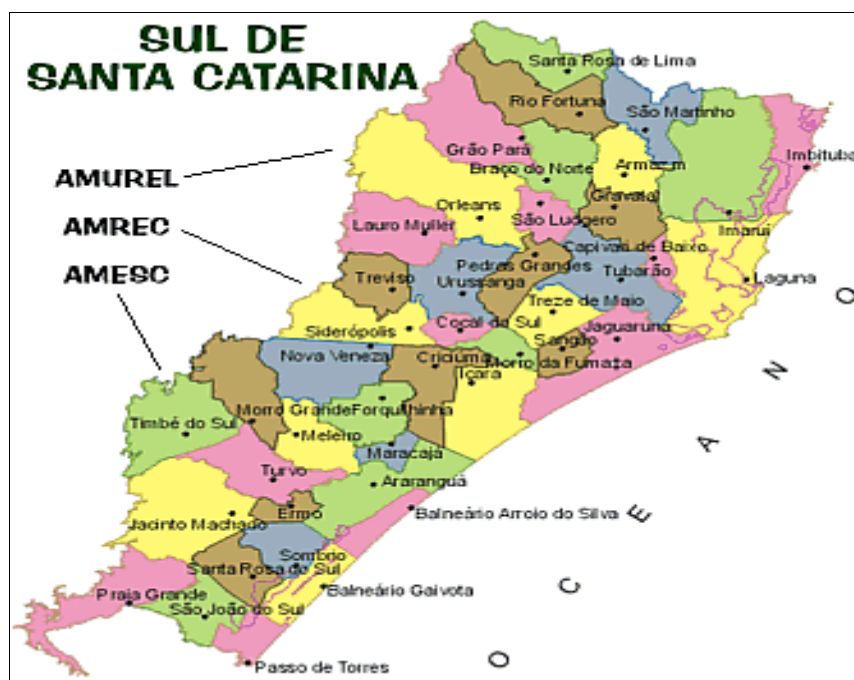 SUL DE
SANTA CATARINA
Santa Rosa de Lima
Rio Fortuna
São Martinho
Grão Pará
Imbituba
AMUREL
Braço do Norte
Armazem
Orleans
Gravatal
São Ludgero
Imarui
AMREC
Lauro Muller
Capivari de Baixo
Pedras Grandes
AMESC
Treviso
Urussanga
Tubarão
Laguna
Treze de Maio
Siderópolis
Cocal do Sul
Jaguaruna
Nova Veneza
Criciuma
Sangão
Morro da Fumaça
Içara
Timbé do Sul
Morro Grande
Forquilhinha
Meleiro
Maracajá
Turvo
Araranguá
Jacinto Machado
Ermo
Balneário Arroio do Silva
Sombrio
Santa Rosa do Sul
Praia Grande
Balneário Gaivota
São João do Sul
Passo de Torres
OCEANO